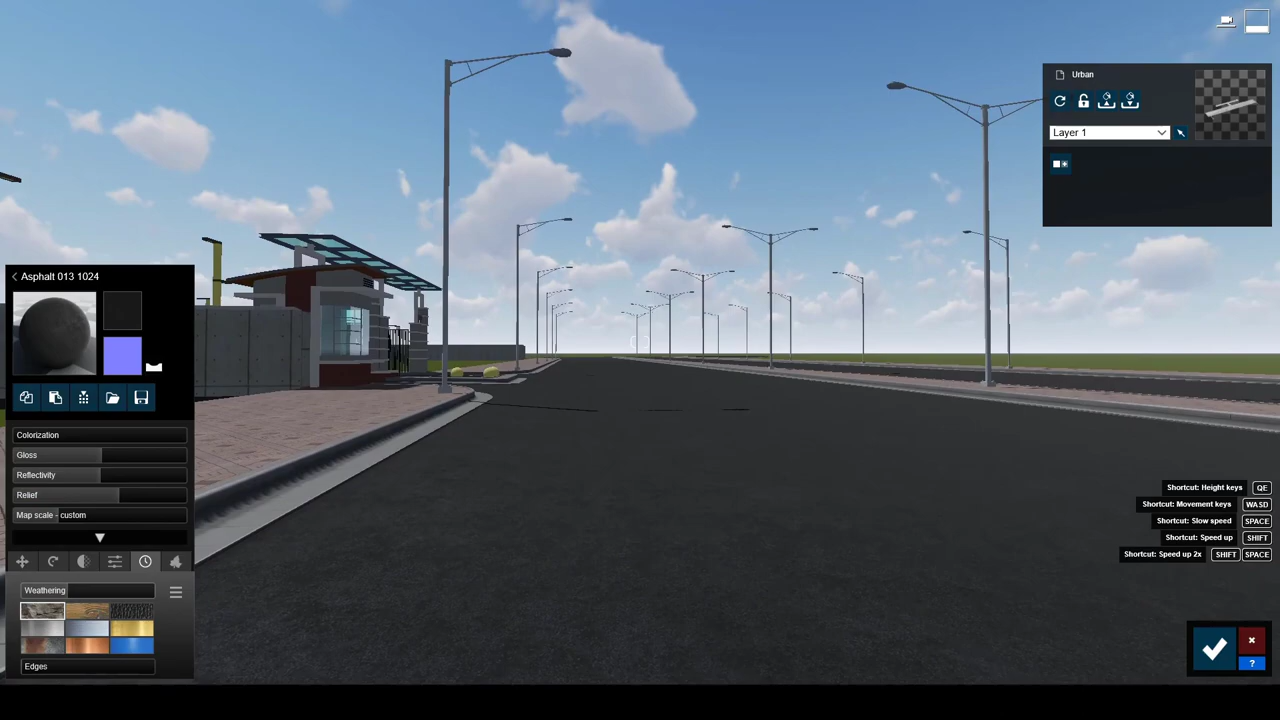 Urban
Layer 1
Asphalt 013 1024
Colorization
Gloss
Reflectivity
Relief
Map scale - custom
Weathering
Edges
Shortcut: Height keys QE
Shortcut: Movement keys WASD
Shortcut: Slow speed SPACE
Shortcut: Speed up SHIFT
Shortcut: Speed up 2x SHIFT SPACE
?